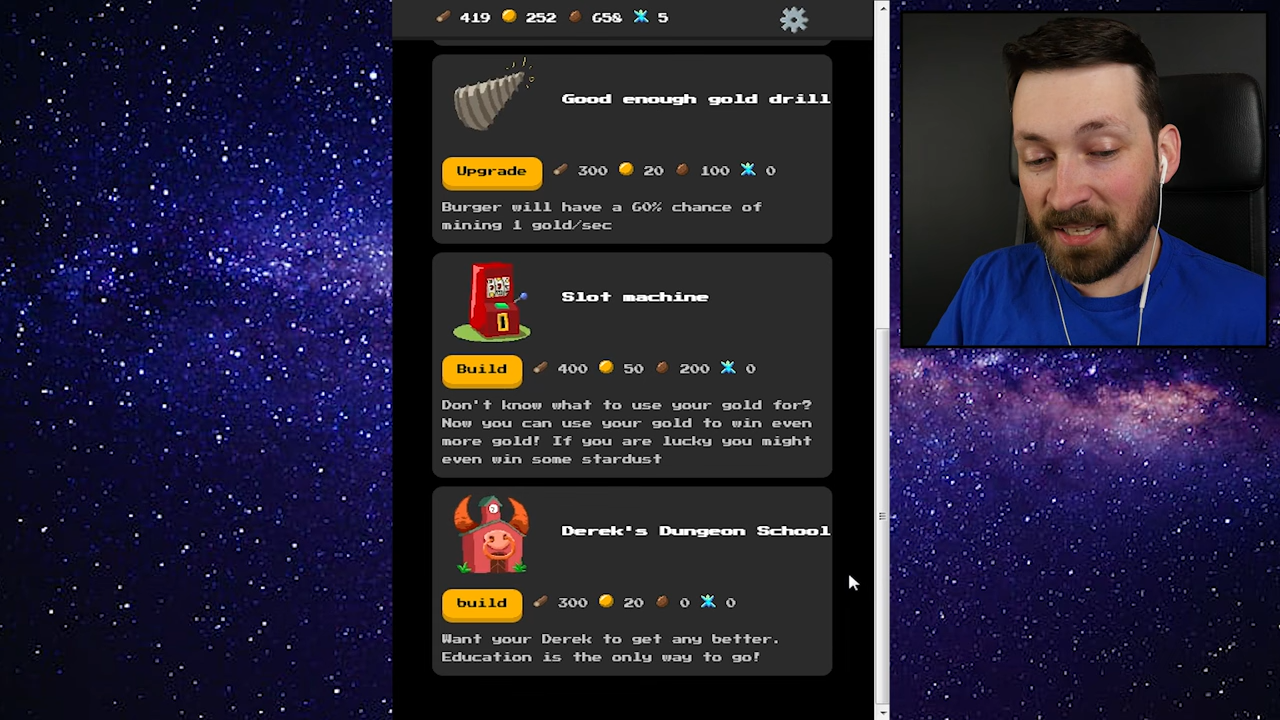 419 252 658 5
Good enough gold drill
Upgrade 300 20 100 0
Burger will have a 60% chance of
mining 1 gold/sec
Slot machine
Build 400 50 200 0
Don't know what to use your gold for?
Now you can use your gold to win even
more gold! If you are lucky you might
even win some stardust
Derek's Dungeon School
build 300 20 0 0
Want your Derek to get any better.
Education is the only way to go!